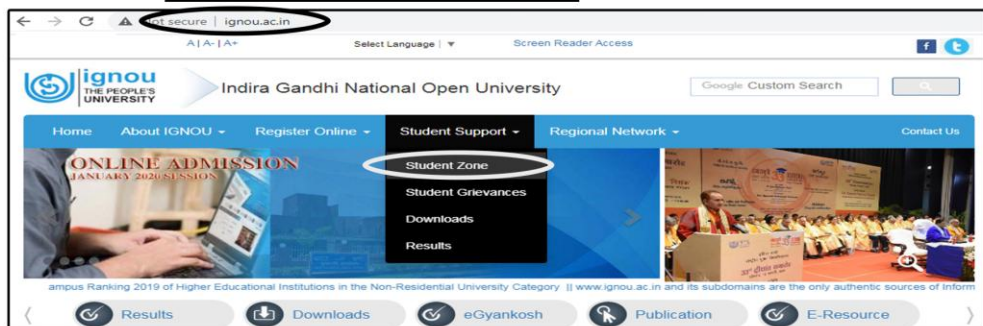 Not secure | ignou.ac.in
A | A- | A+ Select Language | ▼ Screen Reader Access
ignou
THE PEOPLE'S
UNIVERSITY
Indira Gandhi National Open University
Google Custom Search
Home About IGNOU Register Online Student Support Regional Network Contact Us
ONLINE ADMISSION
JANUARY 2020 SESSION
Student Zone
Student Grievances
Downloads
Results
ampus Ranking 2019 of Higher Educational Institutions in the Non-Residential University Category || www.ignou.ac.in and its subdomains are the only authentic sources of Inform
Results Downloads eGyankosh Publication E-Resource